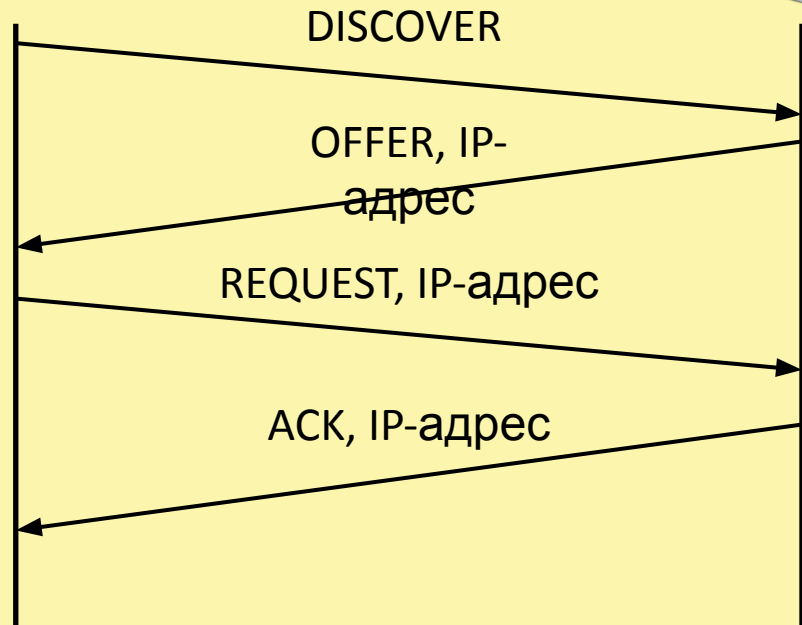 DISCOVER
OFFER, IP-
адрес
REQUEST, IP-адрес
ACK, IP-адрес